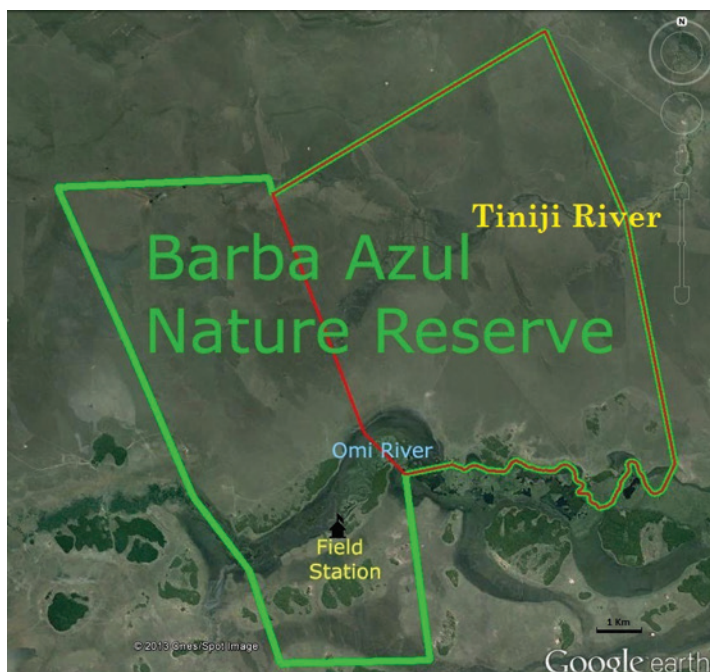 N
Tiniji River
Barba Azul
Nature Reserve
Omi River
Field
Station
1 Km
© 2013 Cnes/Spot Image
Google earth